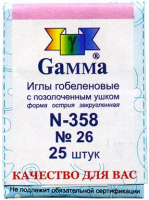 γ
Gamma
Иглы гобеленовые
с позолоченным ушком
форма острия закругленная
N-358
№ 26
25 штук
КАЧЕСТВО ДЛЯ ВАС
Не подлежит обязательной сертификации